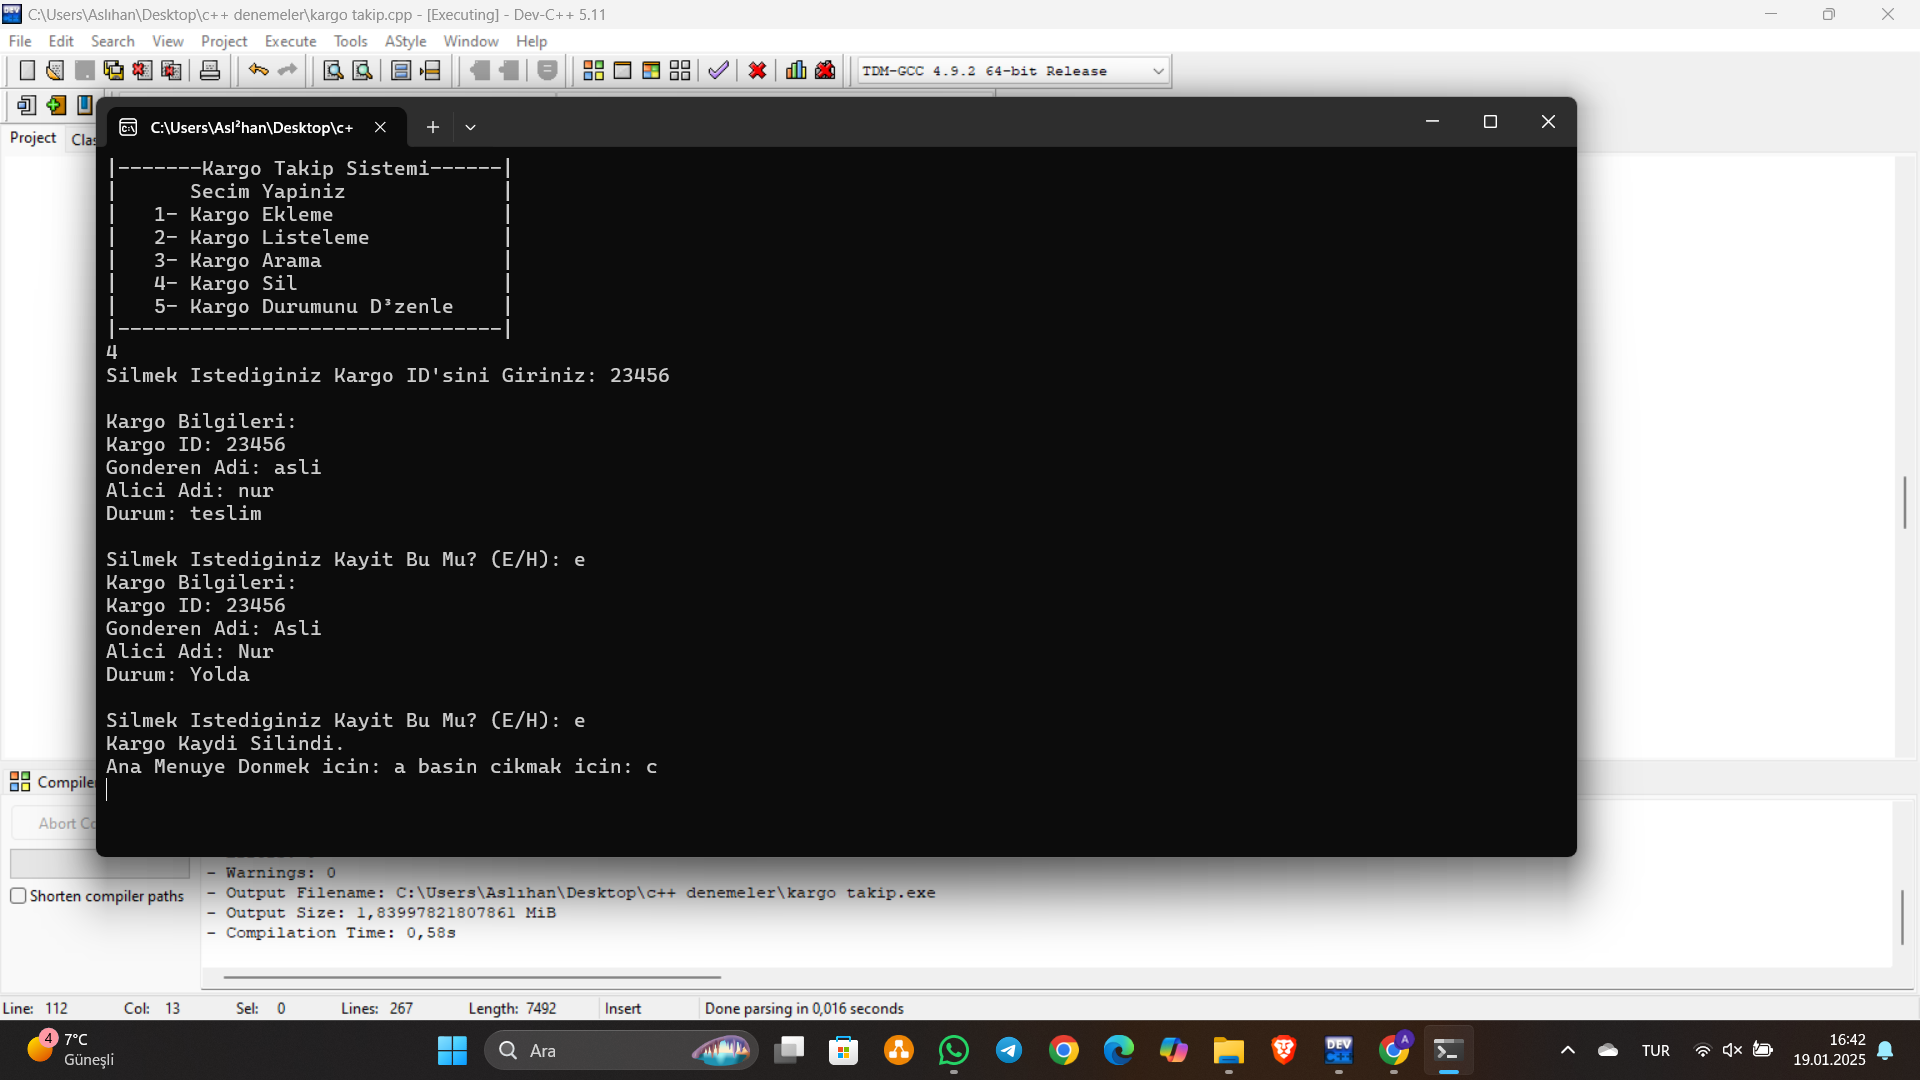 C:\Users\Aslıhan\Desktop\c++ denemeler\kargo takip.cpp - [Executing] - Dev-C++ 5.11
File Edit Search View Project Execute Tools AStyle Window Help
TDM-GCC 4.9.2 64-bit Release
Project Clas
C:\Users\Asl²han\Desktop\c+
|-------Kargo Takip Sistemi------|
| Secim Yapiniz |
| 1- Kargo Ekleme |
| 2- Kargo Listeleme |
| 3- Kargo Arama |
| 4- Kargo Sil |
| 5- Kargo Durumunu D³zenle |
|--------------------------------|
4
Silmek Istediginiz Kargo ID'sini Giriniz: 23456
Kargo Bilgileri:
Kargo ID: 23456
Gonderen Adi: asli
Alici Adi: nur
Durum: teslim
Silmek Istediginiz Kayit Bu Mu? (E/H): e
Kargo Bilgileri:
Kargo ID: 23456
Gonderen Adi: Asli
Alici Adi: Nur
Durum: Yolda
Silmek Istediginiz Kayit Bu Mu? (E/H): e
Kargo Kaydi Silindi.
Ana Menuye Donmek icin: a basin cikmak icin: c
Compiler
Abort Co
Shorten compiler paths
- Warnings: 0
- Output Filename: C:\Users\Aslıhan\Desktop\c++ denemeler\kargo takip.exe
- Output Size: 1,83997821807861 MiB
- Compilation Time: 0,58s
Line: 112 Col: 13 Sel: 0 Lines: 267 Length: 7492 Insert Done parsing in 0,016 seconds
4
7°C
Güneşli
Ara
DEV C++
A
TUR
16:42
19.01.2025